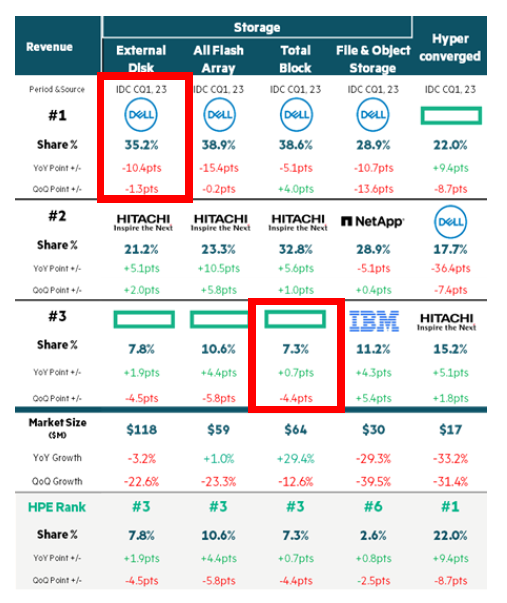 Storage
Revenue External Disk All Flash Array Total Block File & Object Storage Hyper converged
Period & Source IDC CQ1, 23 IDC CQ1, 23 IDC CQ1, 23 IDC CQ1, 23 IDC CQ1, 23
#1 DELL DELL DELL DELL
Share % 35.2% 38.9% 38.6% 28.9% 22.0%
YoY Point +/- -10.4pts -15.4pts -5.1pts -10.7pts +9.4pts
QoQ Point +/- -1.3pts -0.2pts +4.0pts -13.6pts -8.7pts
#2 HITACHI Inspire the Next HITACHI Inspire the Next HITACHI Inspire the Next NetApp DELL
Share % 21.2% 23.3% 32.8% 28.9% 17.7%
YoY Point +/- +5.1pts +10.5pts +5.6pts -5.1pts -36.4pts
QoQ Point +/- +2.0pts +5.8pts +1.0pts +0.4pts -7.4pts
#3 IBM HITACHI Inspire the Next
Share % 7.8% 10.6% 7.3% 11.2% 15.2%
YoY Point +/- +1.9pts +4.4pts +0.7pts +4.3pts +5.1pts
QoQ Point +/- -4.5pts -5.8pts -4.4pts +5.4pts +1.8pts
Market Size ($M) $118 $59 $64 $30 $17
YoY Growth -3.2% +1.0% +29.4% -29.3% -33.2%
QoQ Growth -22.6% -23.3% -12.6% -39.5% -31.4%
HPE Rank #3 #3 #3 #6 #1
Share % 7.8% 10.6% 7.3% 2.6% 22.0%
YoY Point +/- +1.9pts +4.4pts +0.7pts +0.8pts +9.4pts
QoQ Point +/- -4.5pts -5.8pts -4.4pts -2.5pts -8.7pts